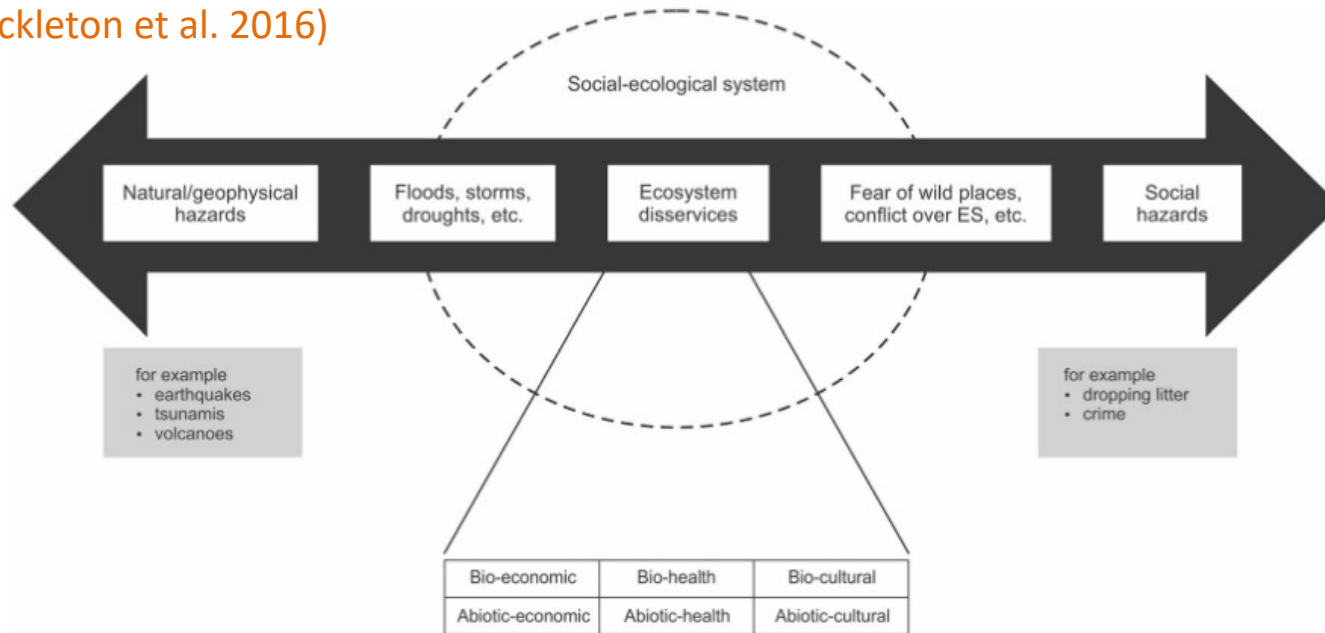 ckleton et al. 2016)
Social-ecological system
Natural/geophysical
hazards
Floods, storms,
droughts, etc.
Ecosystem
disservices
Fear of wild places,
conflict over ES, etc.
Social
hazards
for example
• earthquakes
• tsunamis
• volcanoes
for example
• dropping litter
• crime
Bio-economic
Bio-health
Bio-cultural
Abiotic-economic
Abiotic-health
Abiotic-cultural